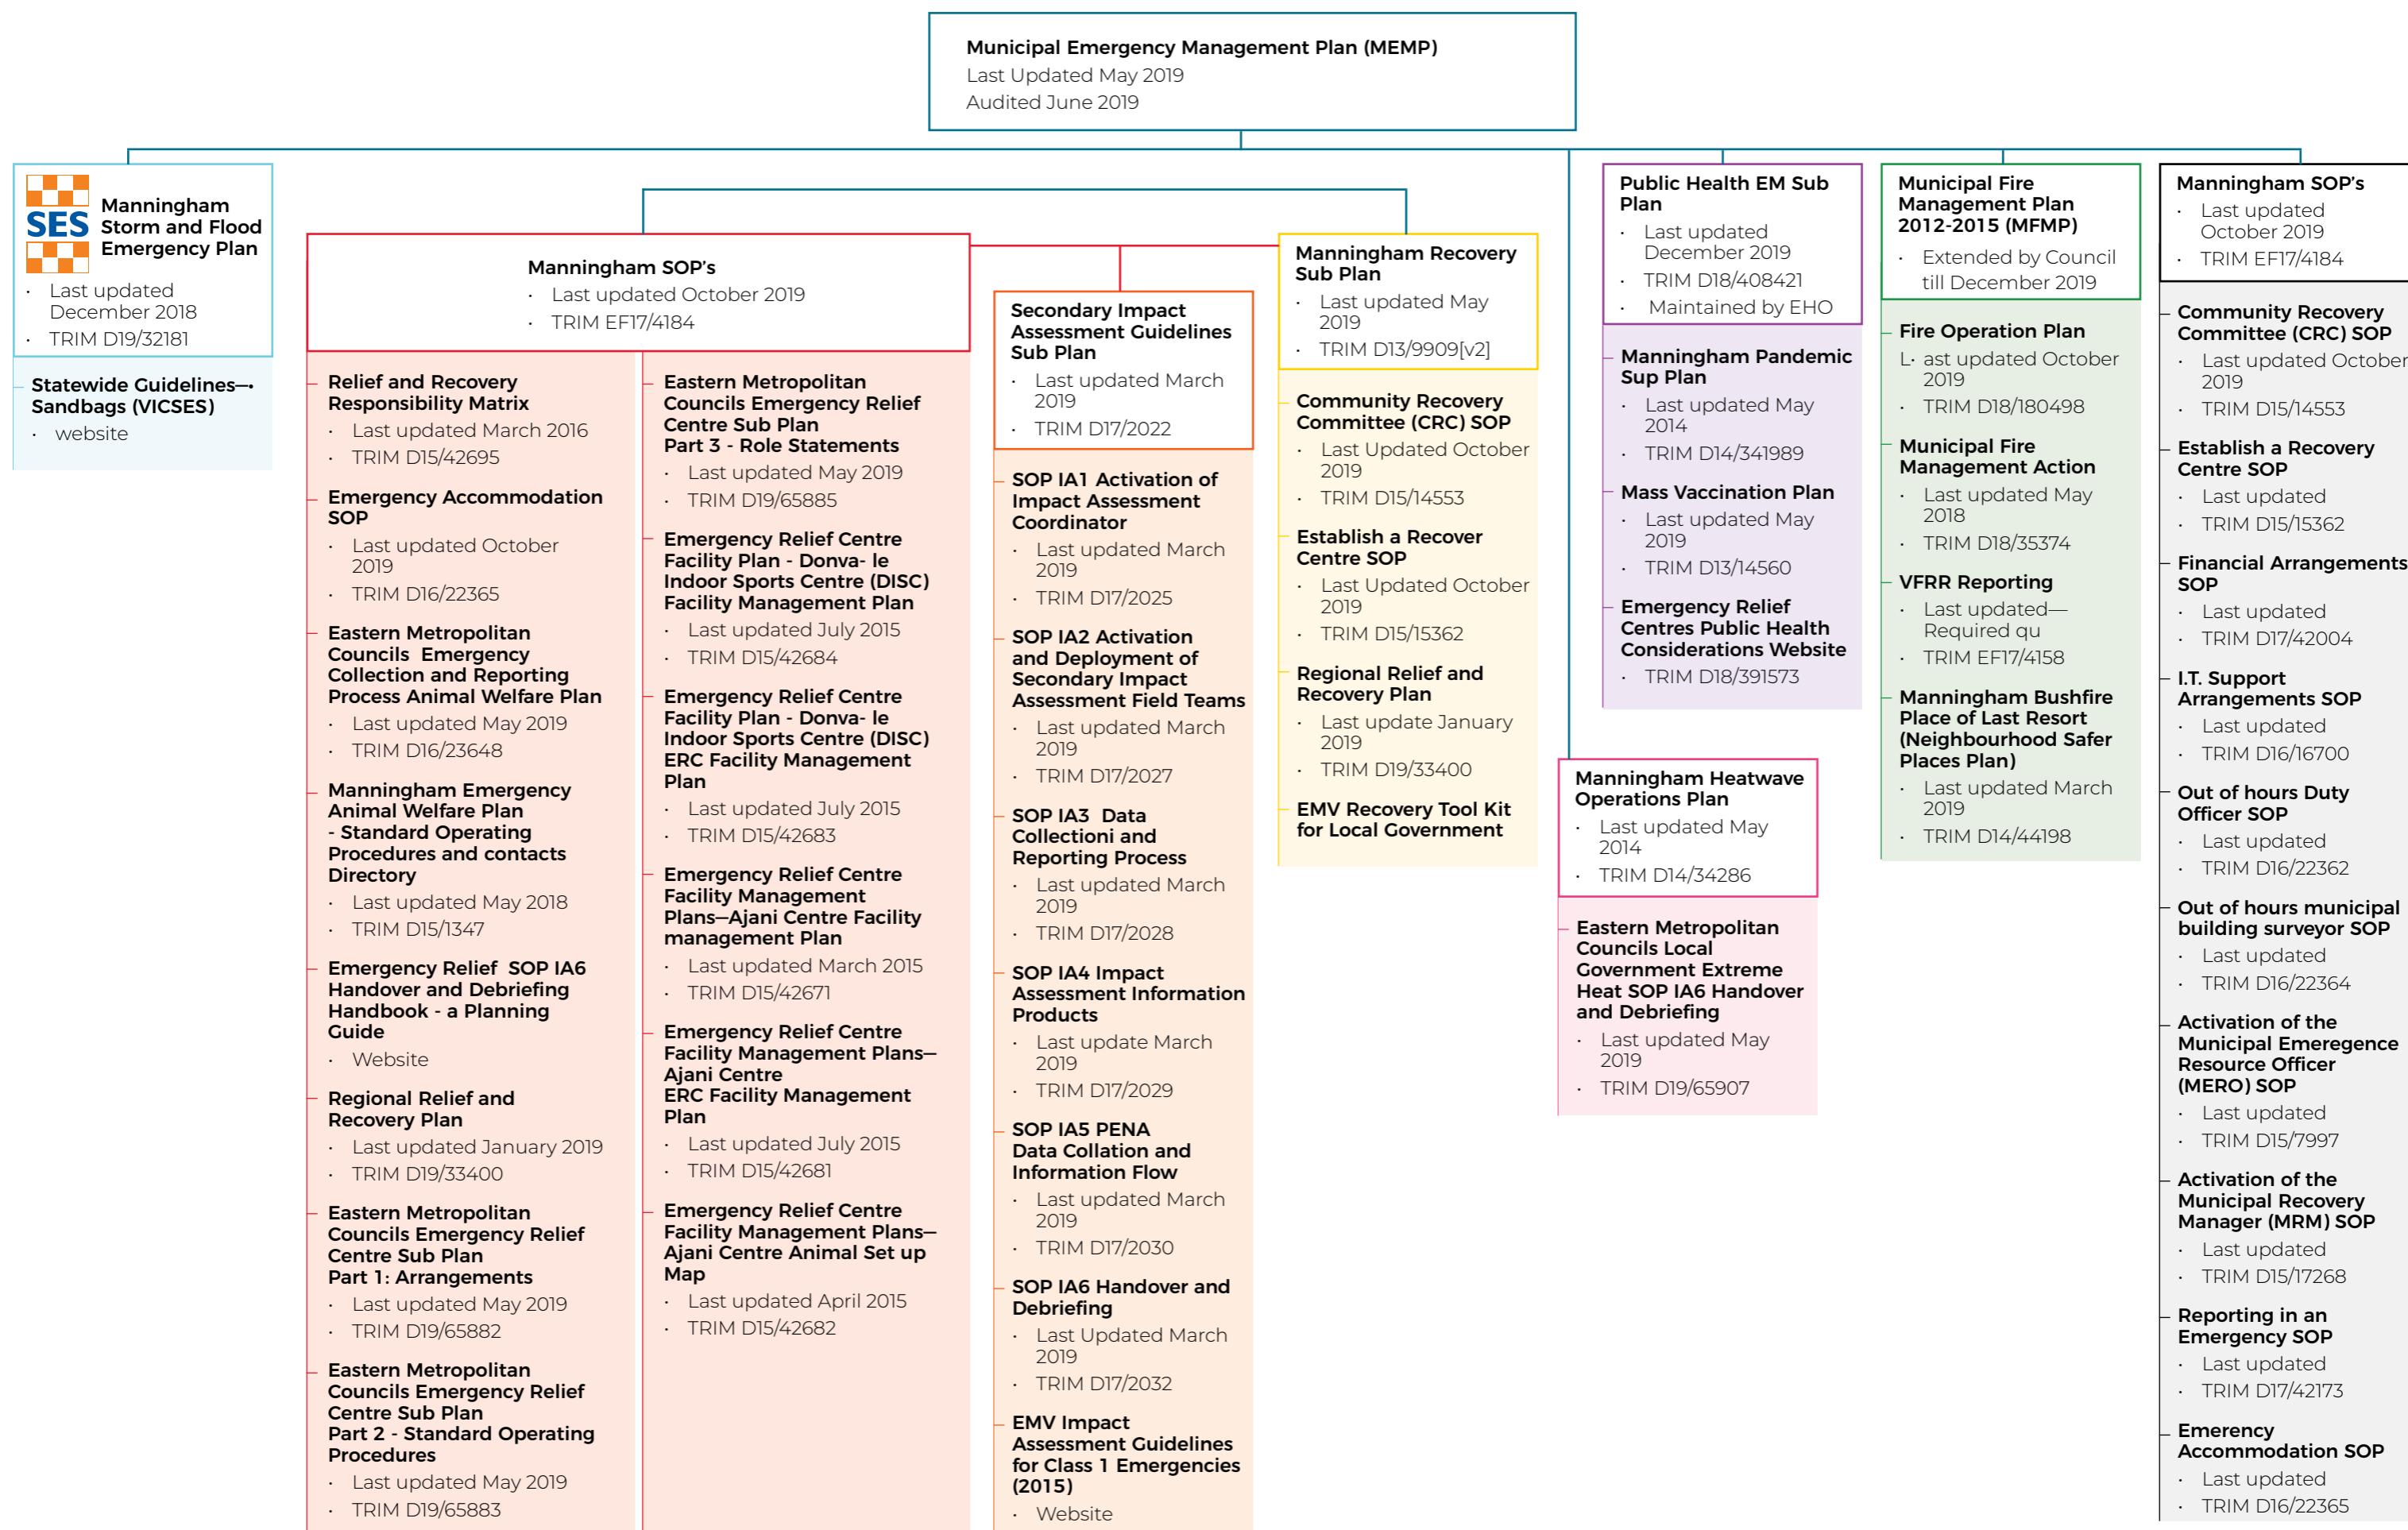 Municipal Emergency Management Plan (MEMP)
Last Updated May 2019
Audited June 2019
SES
Manningham
Storm and Flood
Emergency Plan
• Last updated
December 2018
• TRIM D19/32181
Statewide Guidelines—•
Sandbags (VICSES)
• website
Manningham SOP's
• Last updated October 2019
• TRIM EF17/4184
Relief and Recovery
Responsibility Matrix
• Last updated March 2016
• TRIM D15/42695
Emergency Accommodation
SOP
• Last updated October
2019
• TRIM D16/22365
Eastern Metropolitan
Councils Emergency
Collection and Reporting
Process Animal Welfare Plan
• Last updated May 2019
• TRIM D16/23648
Manningham Emergency
Animal Welfare Plan
- Standard Operating
Procedures and contacts
Directory
• Last updated May 2018
• TRIM D15/1347
Emergency Relief SOP IA6
Handover and Debriefing
Handbook - a Planning
Guide
• Website
Regional Relief and
Recovery Plan
• Last updated January 2019
• TRIM D19/33400
Eastern Metropolitan
Councils Emergency Relief
Centre Sub Plan
Part 1: Arrangements
• Last updated May 2019
• TRIM D19/65882
Eastern Metropolitan
Councils Emergency Relief
Centre Sub Plan
Part 2 - Standard Operating
Procedures
• Last updated May 2019
• TRIM D19/65883
Eastern Metropolitan
Councils Emergency Relief
Centre Sub Plan
Part 3 - Role Statements
• Last updated May 2019
• TRIM D19/65885
Emergency Relief Centre
Facility Plan - Donva- le
Indoor Sports Centre (DISC)
Facility Management Plan
• Last updated July 2015
• TRIM D15/42684
Emergency Relief Centre
Facility Plan - Donva- le
Indoor Sports Centre (DISC)
ERC Facility Management
Plan
• Last updated July 2015
• TRIM D15/42683
Emergency Relief Centre
Facility Management
Plans—Ajani Centre Facility
management Plan
• Last updated March 2015
• TRIM D15/42671
Emergency Relief Centre
Facility Management Plans—
Ajani Centre
ERC Facility Management
Plan
• Last updated July 2015
• TRIM D15/42681
Emergency Relief Centre
Facility Management Plans—
Ajani Centre Animal Set up
Map
• Last updated April 2015
• TRIM D15/42682
Secondary Impact
Assessment Guidelines
Sub Plan
• Last updated March
2019
• TRIM D17/2022
SOP IA1 Activation of
Impact Assessment
Coordinator
• Last updated March
2019
• TRIM D17/2025
SOP IA2 Activation
and Deployment of
Secondary Impact
Assessment Field Teams
• Last updated March
2019
• TRIM D17/2027
SOP IA3 Data
Collectioni and
Reporting Process
• Last updated March
2019
• TRIM D17/2028
SOP IA4 Impact
Assessment Information
Products
• Last update March
2019
• TRIM D17/2029
SOP IA5 PENA
Data Collation and
Information Flow
• Last updated March
2019
• TRIM D17/2030
SOP IA6 Handover and
Debriefing
• Last Updated March
2019
• TRIM D17/2032
EMV Impact
Assessment Guidelines
for Class 1 Emergencies
(2015)
• Website
Manningham Recovery
Sub Plan
• Last updated May
2019
• TRIM D13/9909[v2]
Community Recovery
Committee (CRC) SOP
• Last Updated October
2019
• TRIM D15/14553
Establish a Recover
Centre SOP
• Last Updated October
2019
• TRIM D15/15362
Regional Relief and
Recovery Plan
• Last update January
2019
• TRIM D19/33400
EMV Recovery Tool Kit
for Local Government
Public Health EM Sub
Plan
• Last updated
December 2019
• TRIM D18/408421
• Maintained by EHO
Manningham Pandemic
Sup Plan
• Last updated May
2014
• TRIM D14/341989
Mass Vaccination Plan
• Last updated May
2019
• TRIM D13/14560
Emergency Relief
Centres Public Health
Considerations Website
• TRIM D18/391573
Manningham Heatwave
Operations Plan
• Last updated May
2014
• TRIM D14/34286
Eastern Metropolitan
Councils Local
Government Extreme
Heat SOP IA6 Handover
and Debriefing
• Last updated May
2019
• TRIM D19/65907
Municipal Fire
Management Plan
2012-2015 (MFMP)
• Extended by Council
till December 2019
Fire Operation Plan
L• ast updated October
2019
• TRIM D18/180498
Municipal Fire
Management Action
• Last updated May
2018
• TRIM D18/35374
VFRR Reporting
• Last updated—
Required qu
• TRIM EF17/4158
Manningham Bushfire
Place of Last Resort
(Neighbourhood Safer
Places Plan)
• Last updated March
2019
• TRIM D14/44198
Manningham SOP's
• Last updated
October 2019
• TRIM EF17/4184
Community Recovery
Committee (CRC) SOP
• Last updated October
2019
• TRIM D15/14553
Establish a Recovery
Centre SOP
• Last updated
• TRIM D15/15362
Financial Arrangements
SOP
• Last updated
• TRIM D17/42004
I.T. Support
Arrangements SOP
• Last updated
• TRIM D16/16700
Out of hours Duty
Officer SOP
• Last updated
• TRIM D16/22362
Out of hours municipal
building surveyor SOP
• Last updated
• TRIM D16/22364
Activation of the
Municipal Emeregence
Resource Officer
(MERO) SOP
• Last updated
• TRIM D15/7997
Activation of the
Municipal Recovery
Manager (MRM) SOP
• Last updated
• TRIM D15/17268
Reporting in an
Emergency SOP
• Last updated
• TRIM D17/42173
Emerency
Accommodation SOP
• Last updated
• TRIM D16/22365